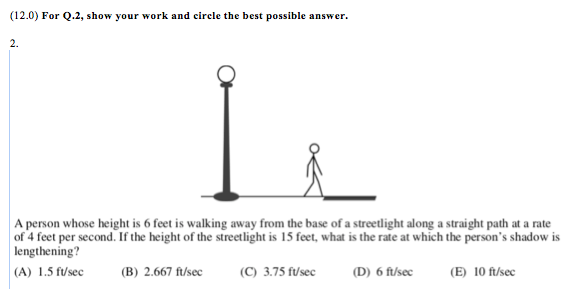 (12.0) For Q.2, show your work and circle the best possible answer.
2.
A person whose height is 6 feet is walking away from the base of a streetlight along a straight path at a rate
of 4 feet per second. If the height of the streetlight is 15 feet, what is the rate at which the person's shadow is
lengthening?
(A) 1.5 ft/sec (B) 2.667 ft/sec (C) 3.75 ft/sec (D) 6 ft/sec (E) 10 ft/sec